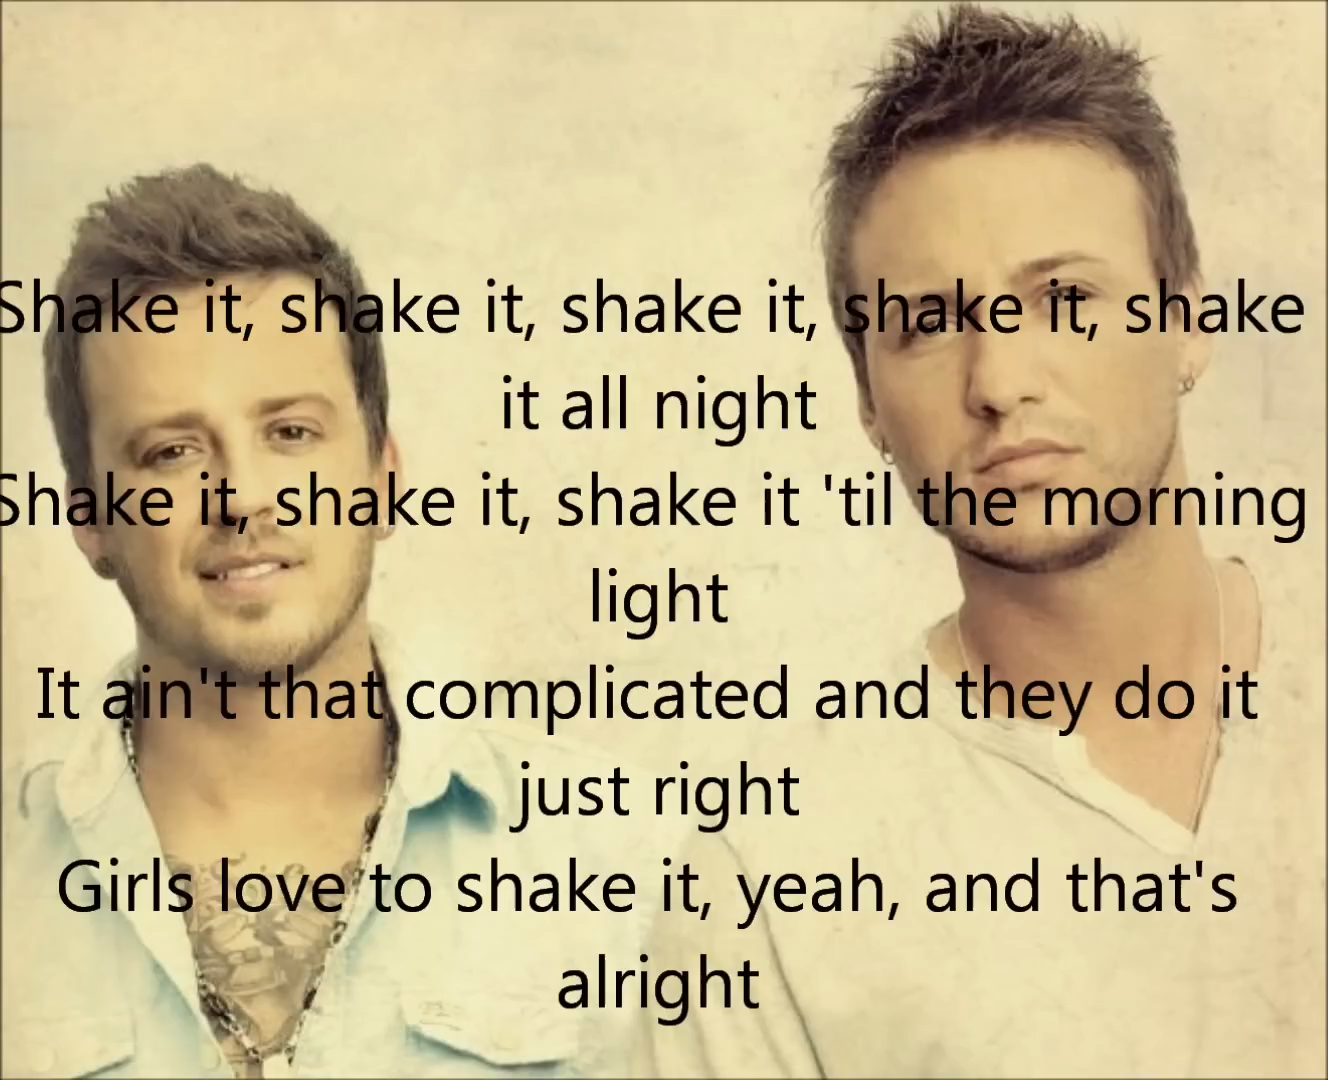 Shake it, shake it, shake it, shake it, shake
it all night
Shake it, shake it, shake it 'til the morning
light
It ain't that complicated and they do it
just right
Girls love to shake it, yeah, and that's
alright